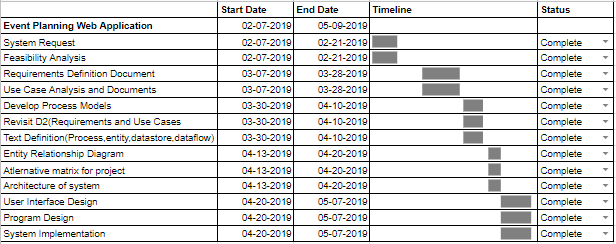 Start Date End Date Timeline Status
Event Planning Web Application 02-07-2019 05-09-2019
System Request 02-07-2019 02-21-2019 Complete
Feasibility Analysis 02-07-2019 02-21-2019 Complete
Requirements Definition Document 03-07-2019 03-28-2019 Complete
Use Case Analysis and Documents 03-07-2019 03-28-2019 Complete
Develop Process Models 03-30-2019 04-10-2019 Complete
Revisit D2(Requirements and Use Cases 03-30-2019 04-10-2019 Complete
Text Definition(Process,entity,datastore,dataflow) 03-30-2019 04-10-2019 Complete
Entity Relationship Diagram 04-13-2019 04-20-2019 Complete
Atlernative matrix for project 04-13-2019 04-20-2019 Complete
Architecture of system 04-13-2019 04-20-2019 Complete
User Interface Design 04-20-2019 05-07-2019 Complete
Program Design 04-20-2019 05-07-2019 Complete
System Implementation 04-20-2019 05-07-2019 Complete